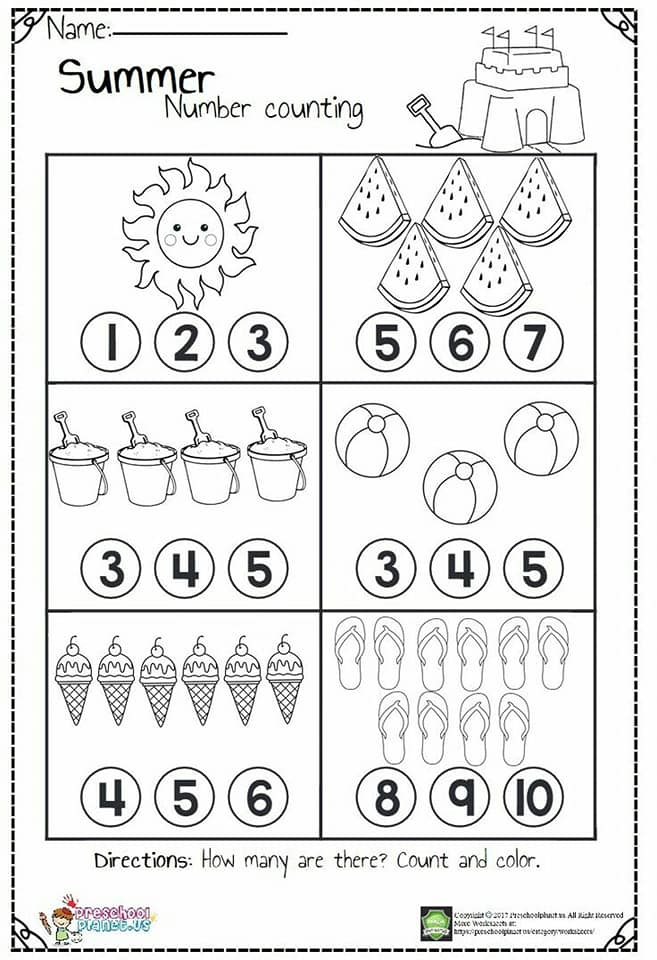 Name:
Summer
Number counting
1 2 3
5 6 7
3 4 5
3 4 5
4 5 6
8 9 10
Directions: How many are there? Count and color.
preschool
planet.us
Copyright © 2017 Preschoolplanet.us. All Right Reserved
More Worksheets at:
https://preschoolplanet.us/category/worksheets/